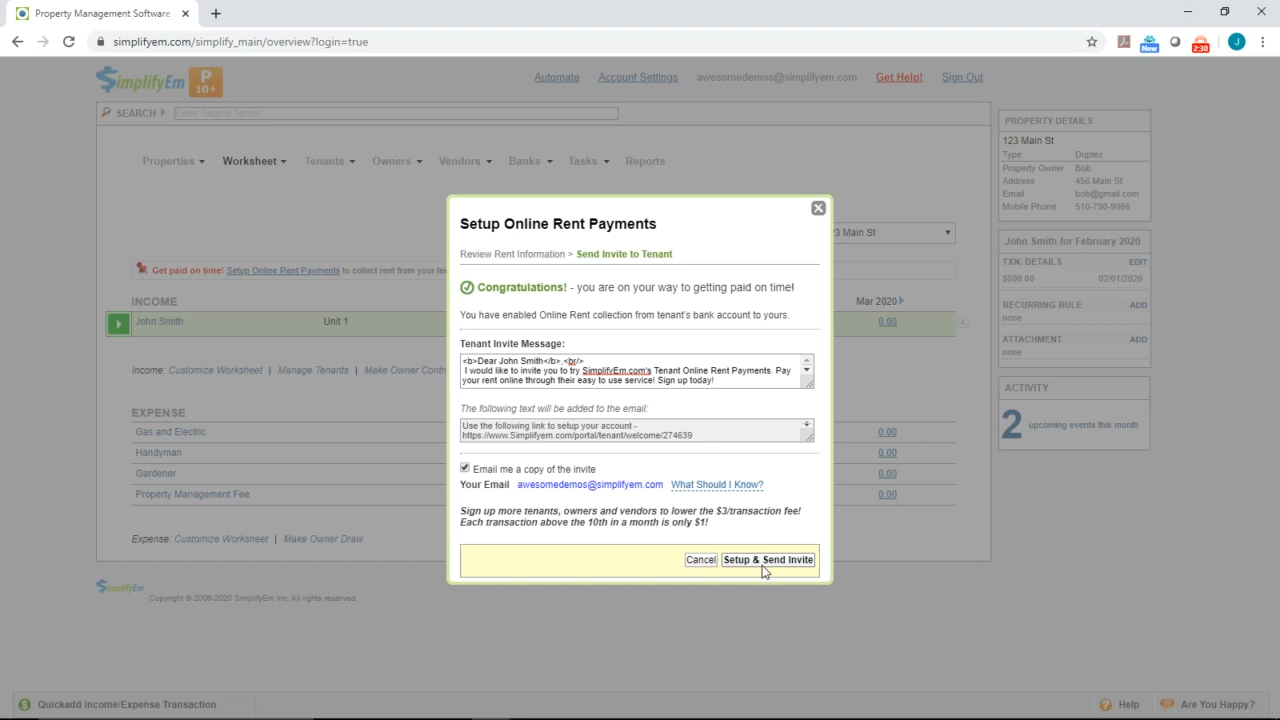 Property Management Software
simplifyem.com/simplify_main/overview?login=true
New
2:30
J
SimplifyEm P 10+
Automate Account Settings awesomedemos@simplifyem.com Get Help! Sign Out
SEARCH Enter Search Terms
Properties Worksheet Tenants Owners Vendors Banks Tasks Reports
3 Main St
Get paid on time! Setup Online Rent Payments to collect rent from your ten
INCOME Mar 2020
John Smith Unit 1 0.00
Income: Customize Worksheet | Manage Tenants | Make Owner Contri
EXPENSE
Gas and Electric 0.00
Handyman 0.00
Gardener 0.00
Property Management Fee 0.00
Expense: Customize Worksheet | Make Owner Draw
SimplifyEm
Copyright © 2006-2020 SimplifyEm Inc. All rights reserved.
PROPERTY DETAILS
123 Main St
Type Duplex
Property Owner Bob
Address 456 Main St
Email bob@gmail.com
Mobile Phone 510-790-9066
John Smith for February 2020
TXN. DETAILS EDIT
$800.00 02/01/2020
RECURRING RULE ADD
none
ATTACHMENT ADD
none
ACTIVITY
2 upcoming events this month
Setup Online Rent Payments
Review Rent Information > Send Invite to Tenant
Congratulations! - you are on your way to getting paid on time!
You have enabled Online Rent collection from tenant's bank account to yours.
Tenant Invite Message:
<b>Dear John Smith</b>,<br/>
I would like to invite you to try SimplifyEm.com's Tenant Online Rent Payments. Pay
your rent online through their easy to use service! Sign up today!
The following text will be added to the email:
Use the following link to setup your account -
https://www.Simplifyem.com/portal/tenant/welcome/274639
Email me a copy of the invite
Your Email awesomedemos@simplifyem.com What Should I Know?
Sign up more tenants, owners and vendors to lower the $3/transaction fee!
Each transaction above the 10th in a month is only $1!
Cancel Setup & Send Invite
Quickadd Income/Expense Transaction
Help Are You Happy?